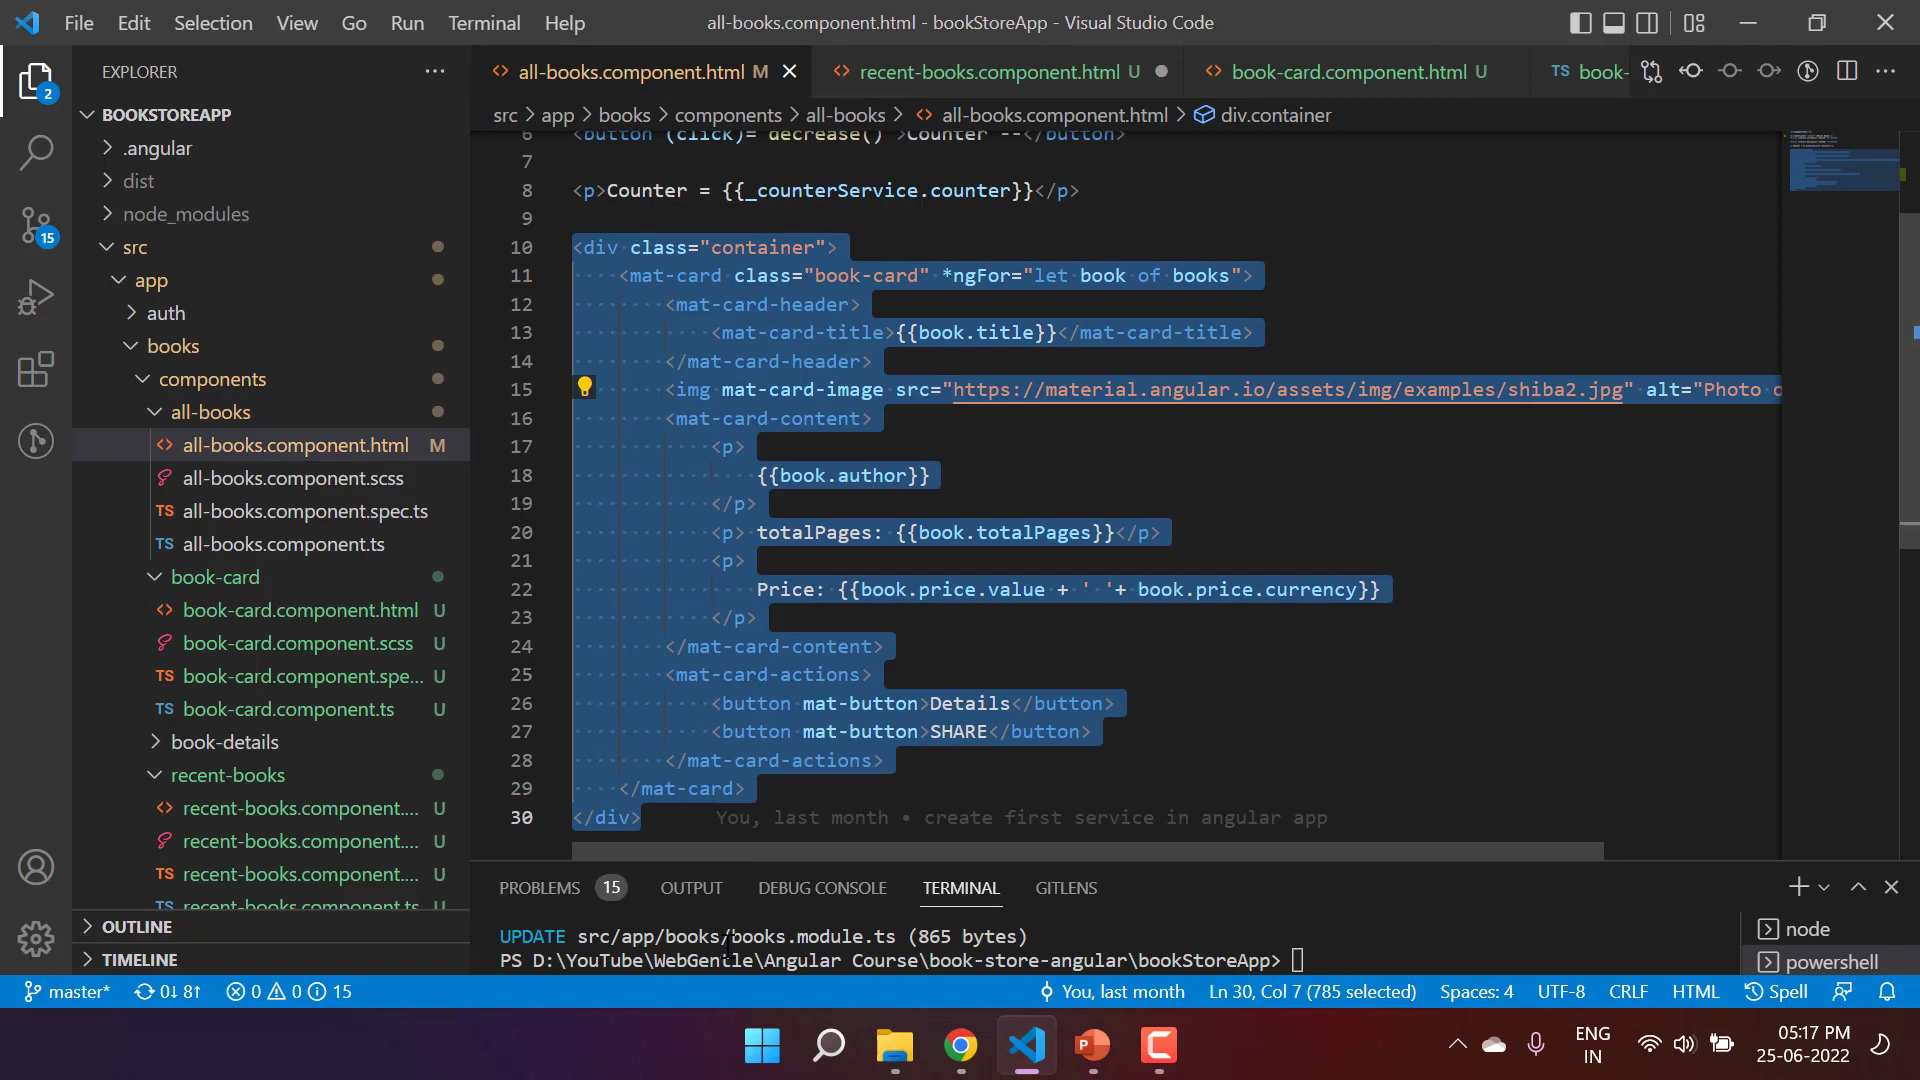 File Edit Selection View Go Run Terminal Help all-books.component.html - bookStoreApp - Visual Studio Code
EXPLORER
BOOKSTOREAPP
.angular
dist
node_modules
src
app
auth
books
components
all-books
all-books.component.html M
all-books.component.scss
all-books.component.spec.ts
all-books.component.ts
book-card
book-card.component.html U
book-card.component.scss U
book-card.component.spe... U
book-card.component.ts U
book-details
recent-books
recent-books.component.... U
recent-books.component.... U
recent-books.component.... U
recent-books.component.ts U
OUTLINE
TIMELINE
2
15
all-books.component.html M recent-books.component.html U book-card.component.html U TS book-
src > app > books > components > all-books > all-books.component.html > div.container
6 <button (click)= decrease() >Counter --</button>
7
8 <p>Counter = {{_counterService.counter}}</p>
9
10 <div class="container">
11 <mat-card class="book-card" *ngFor="let book of books">
12 <mat-card-header>
13 <mat-card-title>{{book.title}}</mat-card-title>
14 </mat-card-header>
15 <img mat-card-image src="https://material.angular.io/assets/img/examples/shiba2.jpg" alt="Photo
16 <mat-card-content>
17 <p>
18 {{book.author}}
19 </p>
20 <p> totalPages: {{book.totalPages}}</p>
21 <p>
22 Price: {{book.price.value + ' '+ book.price.currency}}
23 </p>
24 </mat-card-content>
25 <mat-card-actions>
26 <button mat-button>Details</button>
27 <button mat-button>SHARE</button>
28 </mat-card-actions>
29 </mat-card>
30 </div> You, last month • create first service in angular app
PROBLEMS 15 OUTPUT DEBUG CONSOLE TERMINAL GITLENS
UPDATE src/app/books/books.module.ts (865 bytes)
PS D:\YouTube\WebGentle\Angular Course\book-store-angular\bookStoreApp>
node
powershell
master* 0↓ 8↑ 0 0 15 You, last month Ln 30, Col 7 (785 selected) Spaces: 4 UTF-8 CRLF HTML Spell
ENG
IN
05:17 PM
25-06-2022